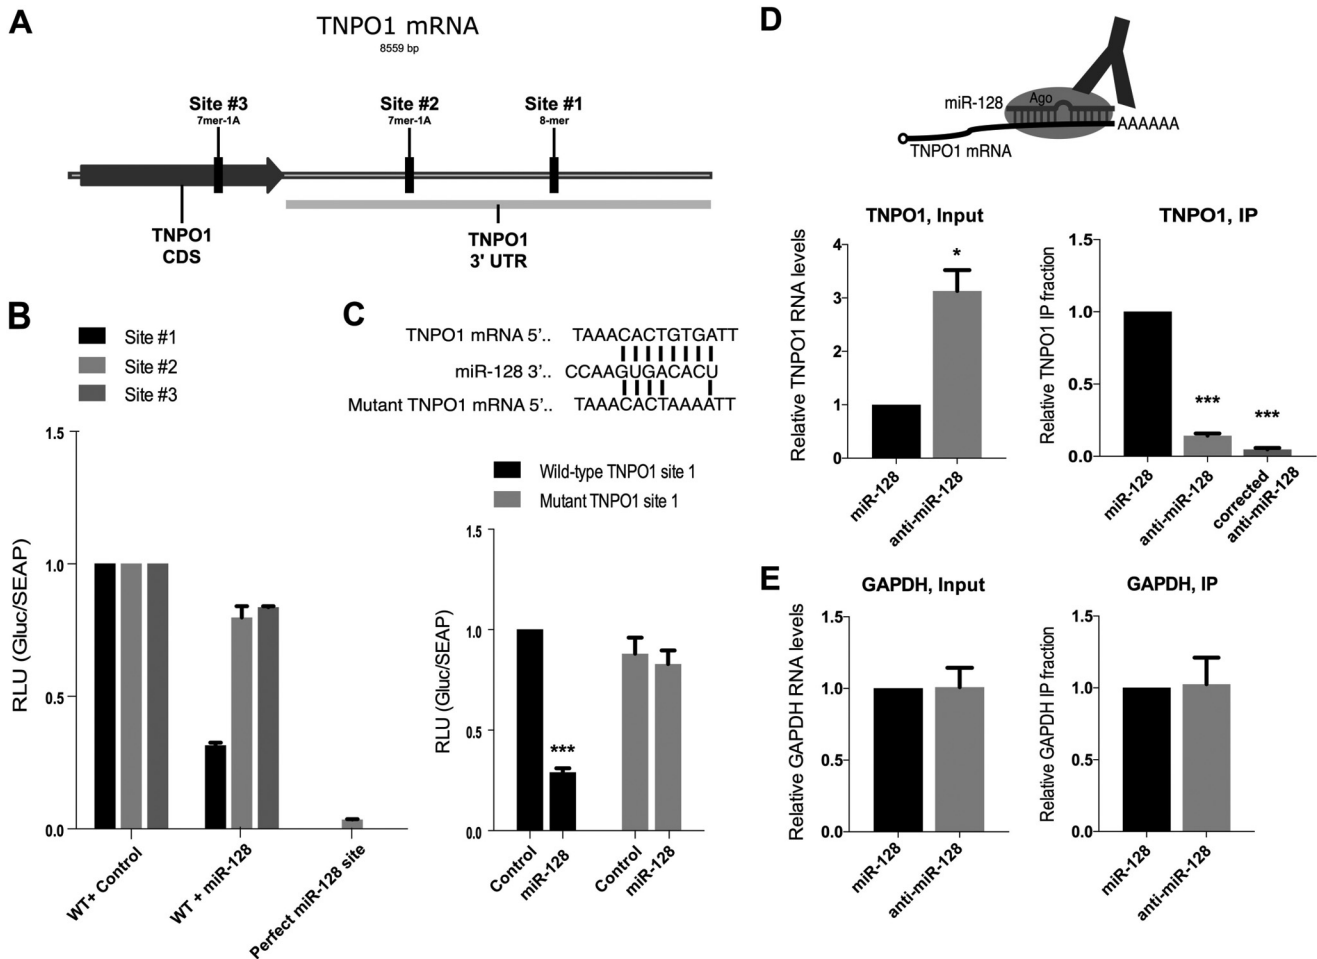 A
TNPO1 mRNA
8559 bp
Site #3
7mer-1A
Site #2
7mer-1A
Site #1
8-mer
TNPO1
CDS
TNPO1
3' UTR
B
Site #1
Site #2
Site #3
RLU (Gluc/SEAP)
1.5
1.0
0.5
0.0
WT+ Control
WT + miR-128
Perfect miR-128 site
C
TNPO1 mRNA 5'.. TAAACACTGTGATT
miR-128 3'.. CCAAGUGACACU
Mutant TNPO1 mRNA 5'.. TAAACACTAAAATT
Wild-type TNPO1 site 1
Mutant TNPO1 site 1
RLU (Gluc/SEAP)
1.5
1.0
0.5
0.0
***
Control
miR-128
Control
miR-128
D
miR-128
Ago
AAAAAA
TNPO1 mRNA
TNPO1, Input
Relative TNPO1 RNA levels
4
3
2
1
0
*
miR-128
anti-miR-128
TNPO1, IP
Relative TNPO1 IP fraction
1.5
1.0
0.5
0.0
***
***
miR-128
anti-miR-128
corrected
anti-miR-128
E
GAPDH, Input
Relative GAPDH RNA levels
1.5
1.0
0.5
0.0
miR-128
anti-miR-128
GAPDH, IP
Relative GAPDH IP fraction
1.5
1.0
0.5
0.0
miR-128
anti-miR-128